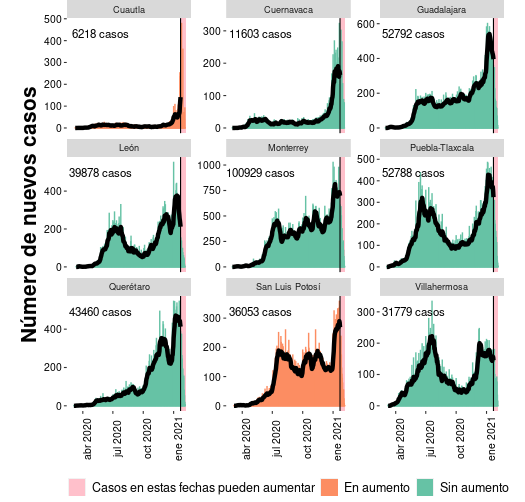 Número de nuevos casos
Cuautla
Cuernavaca
Guadalajara
500
400
300
200
100
0
6218 casos
300
200
100
0
11603 casos
600
400
200
0
52792 casos
León
Monterrey
Puebla-Tlaxcala
400
200
0
39878 casos
1000
750
500
250
0
100929 casos
500
400
300
200
100
0
52788 casos
Querétaro
San Luis Potosí
Villahermosa
400
200
0
43460 casos
300
200
100
0
36053 casos
300
200
100
0
31779 casos
abr 2020
jul 2020
oct 2020
ene 2021
abr 2020
jul 2020
oct 2020
ene 2021
abr 2020
jul 2020
oct 2020
ene 2021
Casos en estas fechas pueden aumentar
En aumento
Sin aumento